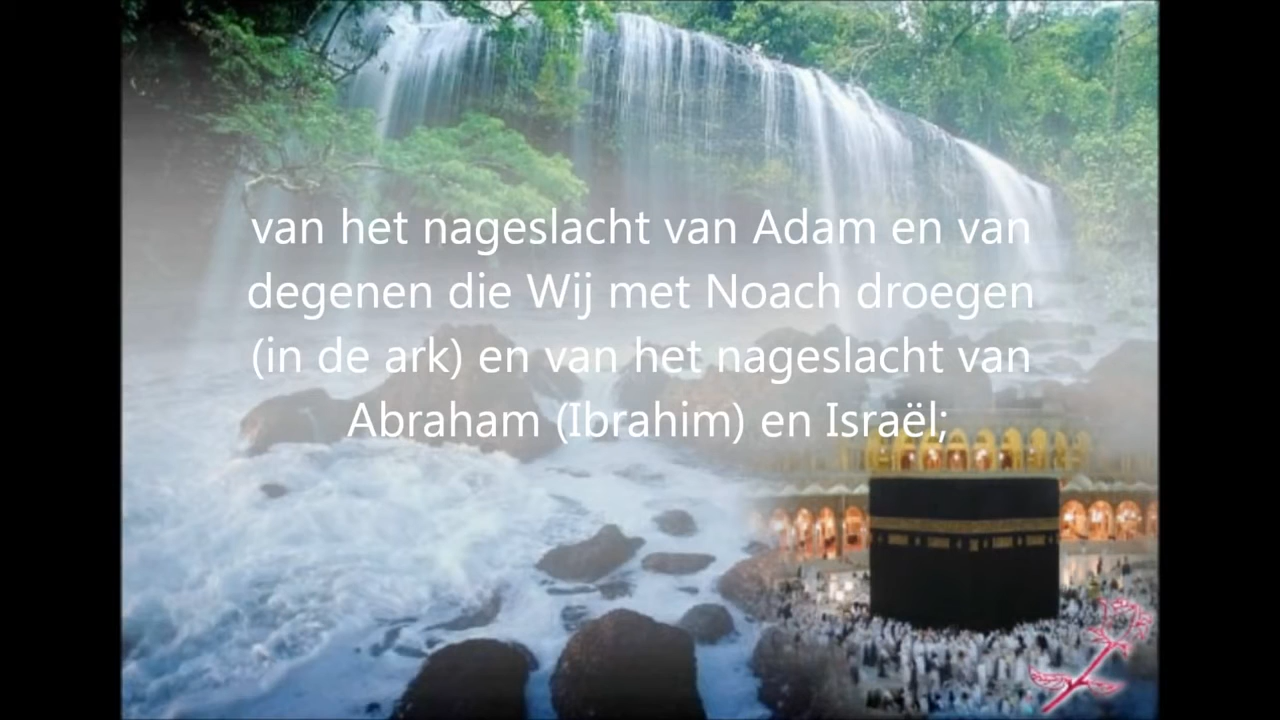 van het nageslacht van Adam en van
degenen die Wij met Noach droegen
(in de ark) en van het nageslacht van
Abraham (Ibrahim) en Israël;